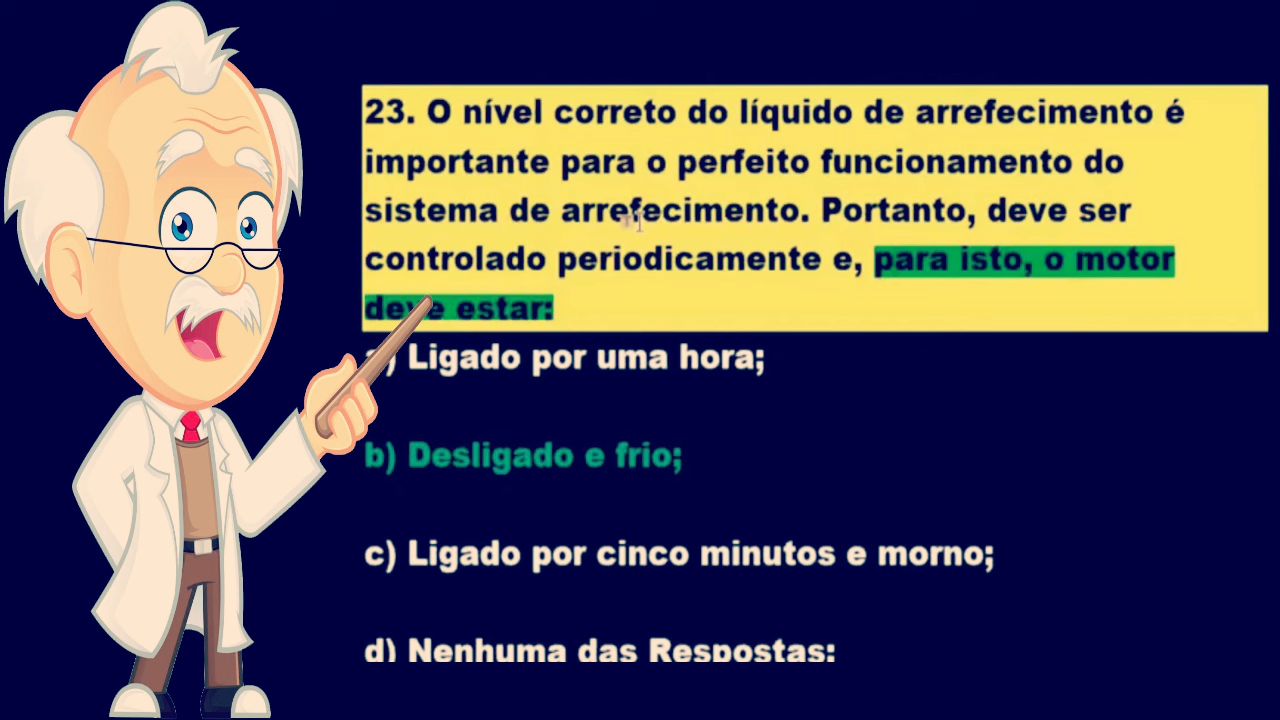 23. O nível correto do líquido de arrefecimento é
importante para o perfeito funcionamento do
sistema de arrefecimento. Portanto, deve ser
controlado periodicamente e, para isto, o motor
deve estar:
a) Ligado por uma hora;
b) Desligado e frio;
c) Ligado por cinco minutos e morno;
d) Nenhuma das Respostas: